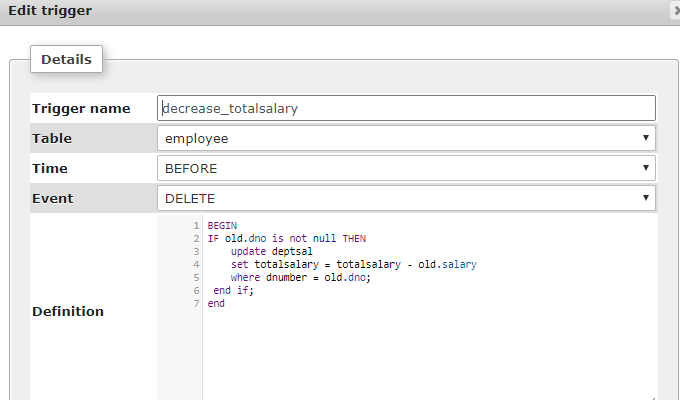 Edit trigger
Details
Trigger name decrease_totalsalary
Table employee
Time BEFORE
Event DELETE
Definition
1 BEGIN
2 IF old.dno is not null THEN
3 update deptsal
4 set totalsalary = totalsalary - old.salary
5 where dnumber = old.dno;
6 end if;
7 end